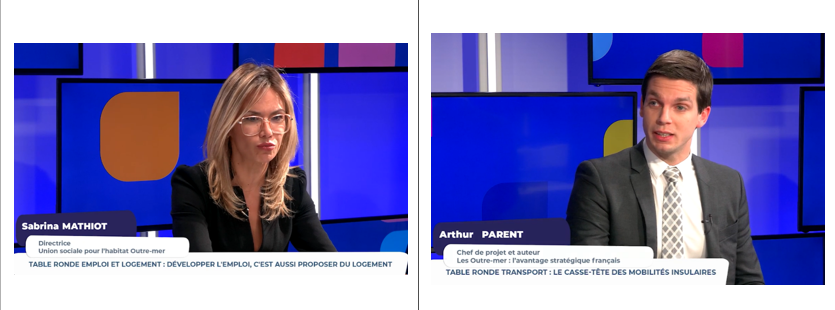 Sabrina MATHIOT
Directrice
Union sociale pour l'habitat Outre-mer
TABLE RONDE EMPLOI ET LOGEMENT : DÉVELOPPER L'EMPLOI, C'EST AUSSI PROPOSER DU LOGEMENT
Arthur PARENT
Chef de projet et auteur
Les Outre-mer : l'avantage stratégique français
TABLE RONDE TRANSPORT : LE CASSE-TÊTE DES MOBILITÉS INSULAIRES